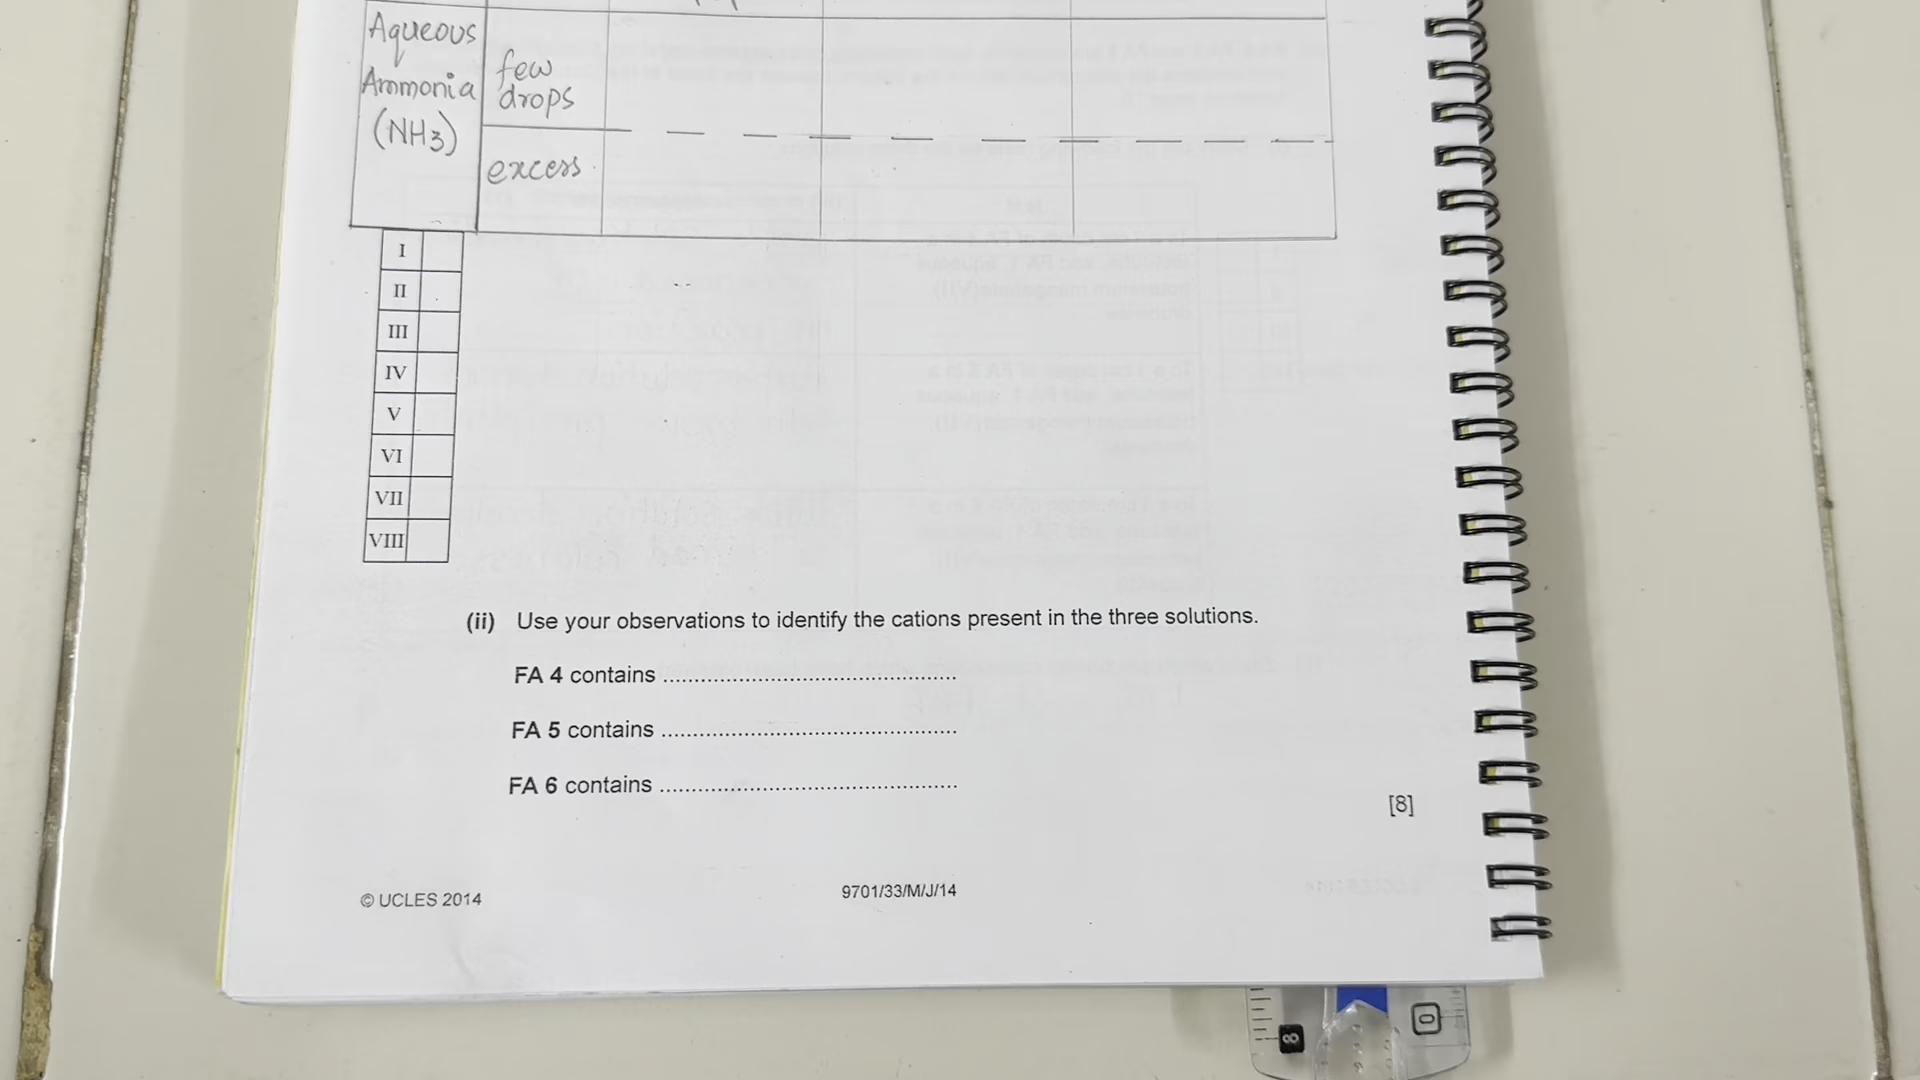 Aqueous
Ammonia
(NH3)
few
drops
excess
I
II
III
IV
V
VI
VII
VIII
(ii) Use your observations to identify the cations present in the three solutions.
FA 4 contains ................................................
FA 5 contains ................................................
FA 6 contains ................................................
[8]
© UCLES 2014
9701/33/M/J/14
8
0